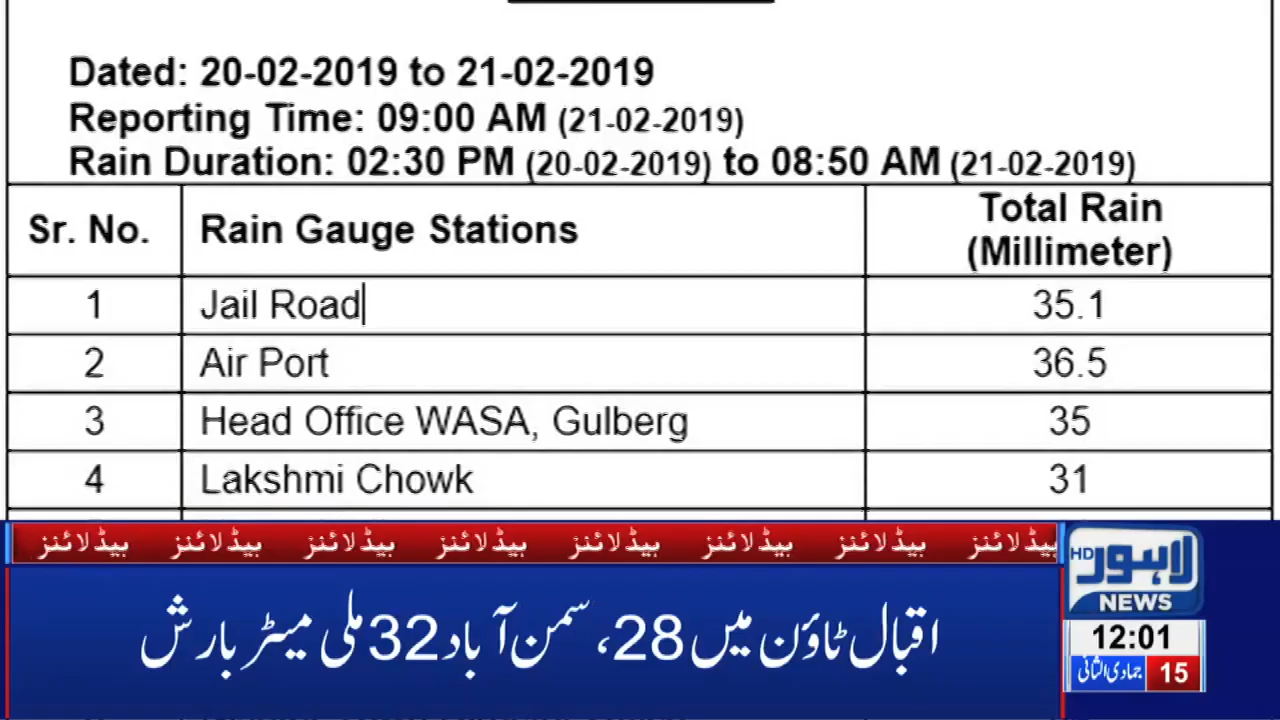 Dated: 20-02-2019 to 21-02-2019
Reporting Time: 09:00 AM (21-02-2019)
Rain Duration: 02:30 PM (20-02-2019) to 08:50 AM (21-02-2019)
Sr. No. Rain Gauge Stations Total Rain (Millimeter)
1 Jail Road 35.1
2 Air Port 36.5
3 Head Office WASA, Gulberg 35
4 Lakshmi Chowk 31
ہیڈلائنز ہیڈلائنز ہیڈلائنز ہیڈلائنز ہیڈلائنز ہیڈلائنز ہیڈلائنز ہیڈلائنز
لاہور HD
NEWS
اقبال ٹاؤن میں 28، سمن آباد 32 ملی میٹر بارش
12:01
15 جمادی الثانی